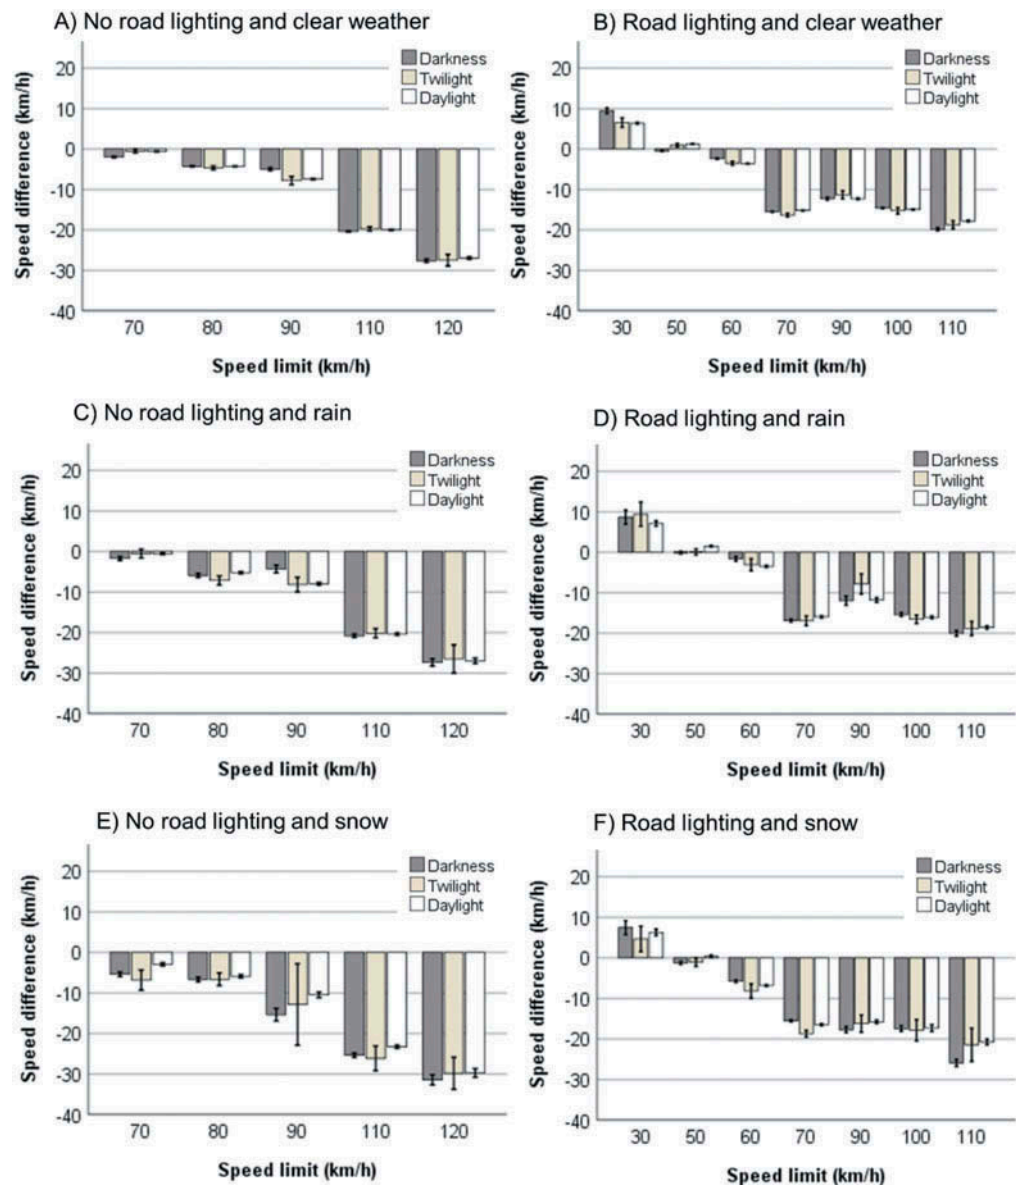 A) No road lighting and clear weather
Speed difference (km/h)
20
10
0
-10
-20
-30
-40
Darkness
Twilight
Daylight
70 80 90 110 120
Speed limit (km/h)
B) Road lighting and clear weather
Speed difference (km/h)
20
10
0
-10
-20
-30
-40
Darkness
Twilight
Daylight
30 50 60 70 90 100 110
Speed limit (km/h)
C) No road lighting and rain
Speed difference (km/h)
20
10
0
-10
-20
-30
-40
Darkness
Twilight
Daylight
70 80 90 110 120
Speed limit (km/h)
D) Road lighting and rain
Speed difference (km/h)
20
10
0
-10
-20
-30
-40
Darkness
Twilight
Daylight
30 50 60 70 90 100 110
Speed limit (km/h)
E) No road lighting and snow
Speed difference (km/h)
20
10
0
-10
-20
-30
-40
Darkness
Twilight
Daylight
70 80 90 110 120
Speed limit (km/h)
F) Road lighting and snow
Speed difference (km/h)
20
10
0
-10
-20
-30
-40
Darkness
Twilight
Daylight
30 50 60 70 90 100 110
Speed limit (km/h)